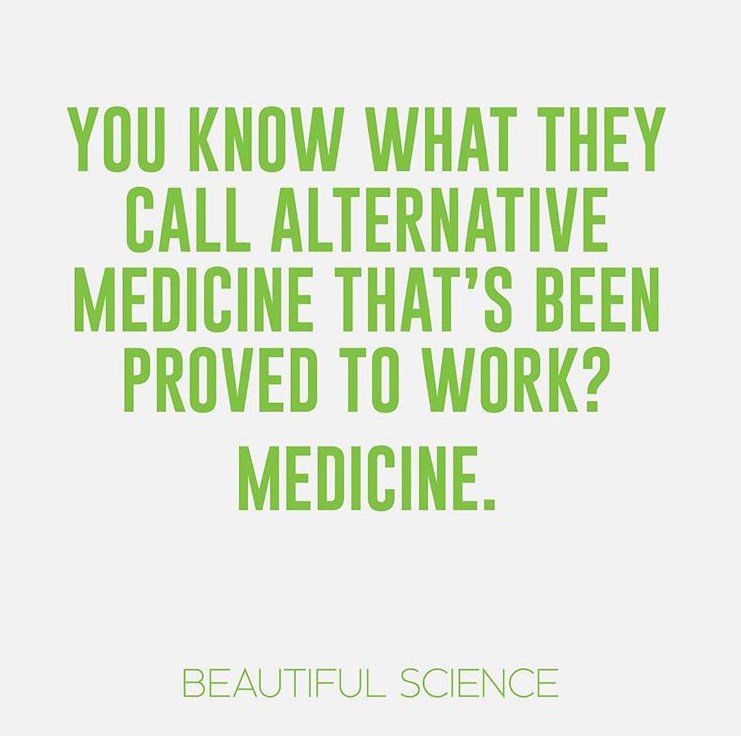 YOU KNOW WHAT THEY
CALL ALTERNATIVE
MEDICINE THAT’S BEEN
PROVED TO WORK?
MEDICINE.
BEAUTIFUL SCIENCE